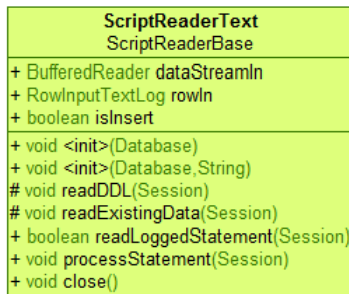 ScriptReaderText
ScriptReaderBase
+ BufferedReader dataStreamIn
+ RowInputTextLog rowIn
+ boolean isInsert
+ void <init>(Database)
+ void <init>(Database,String)
# void readDDL(Session)
# void readExistingData(Session)
+ boolean readLoggedStatement(Session)
+ void processStatement(Session)
+ void close()